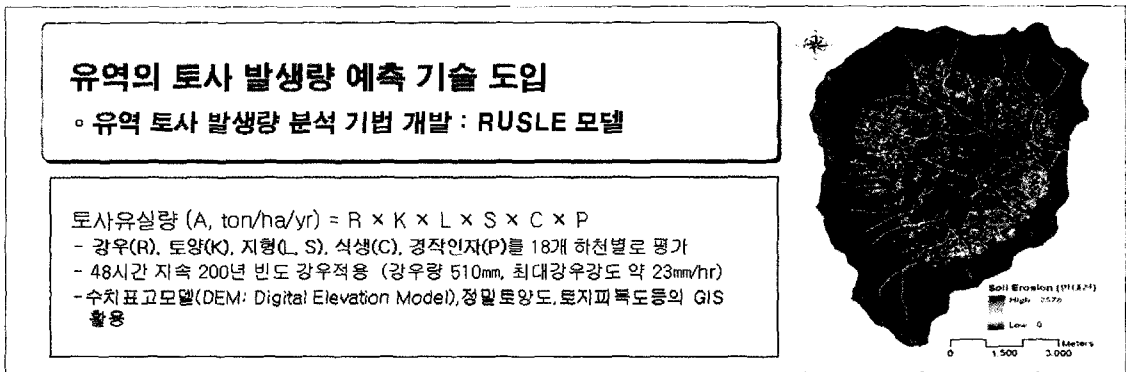 유역의 토사 발생량 예측 기술 도입
∘ 유역 토사 발생량 분석 기법 개발 : RUSLE 모델
토사유실량 (A, ton/ha/yr) = R × K × L × S × C × P
- 강우(R), 토양(K), 지형(L, S), 식생(C), 경작인자(P)를 18개 하천별로 평가
- 48시간 지속 200년 빈도 강우적용 (강우량 510㎜, 최대강우강도 약 23㎜/hr)
- 수치표고모델(DEM: Digital Elevation Model),정밀토양도,토지피복도등의 GIS
활용
Soil Erosion
High
Low 0
Meters
0 1,500 3,000